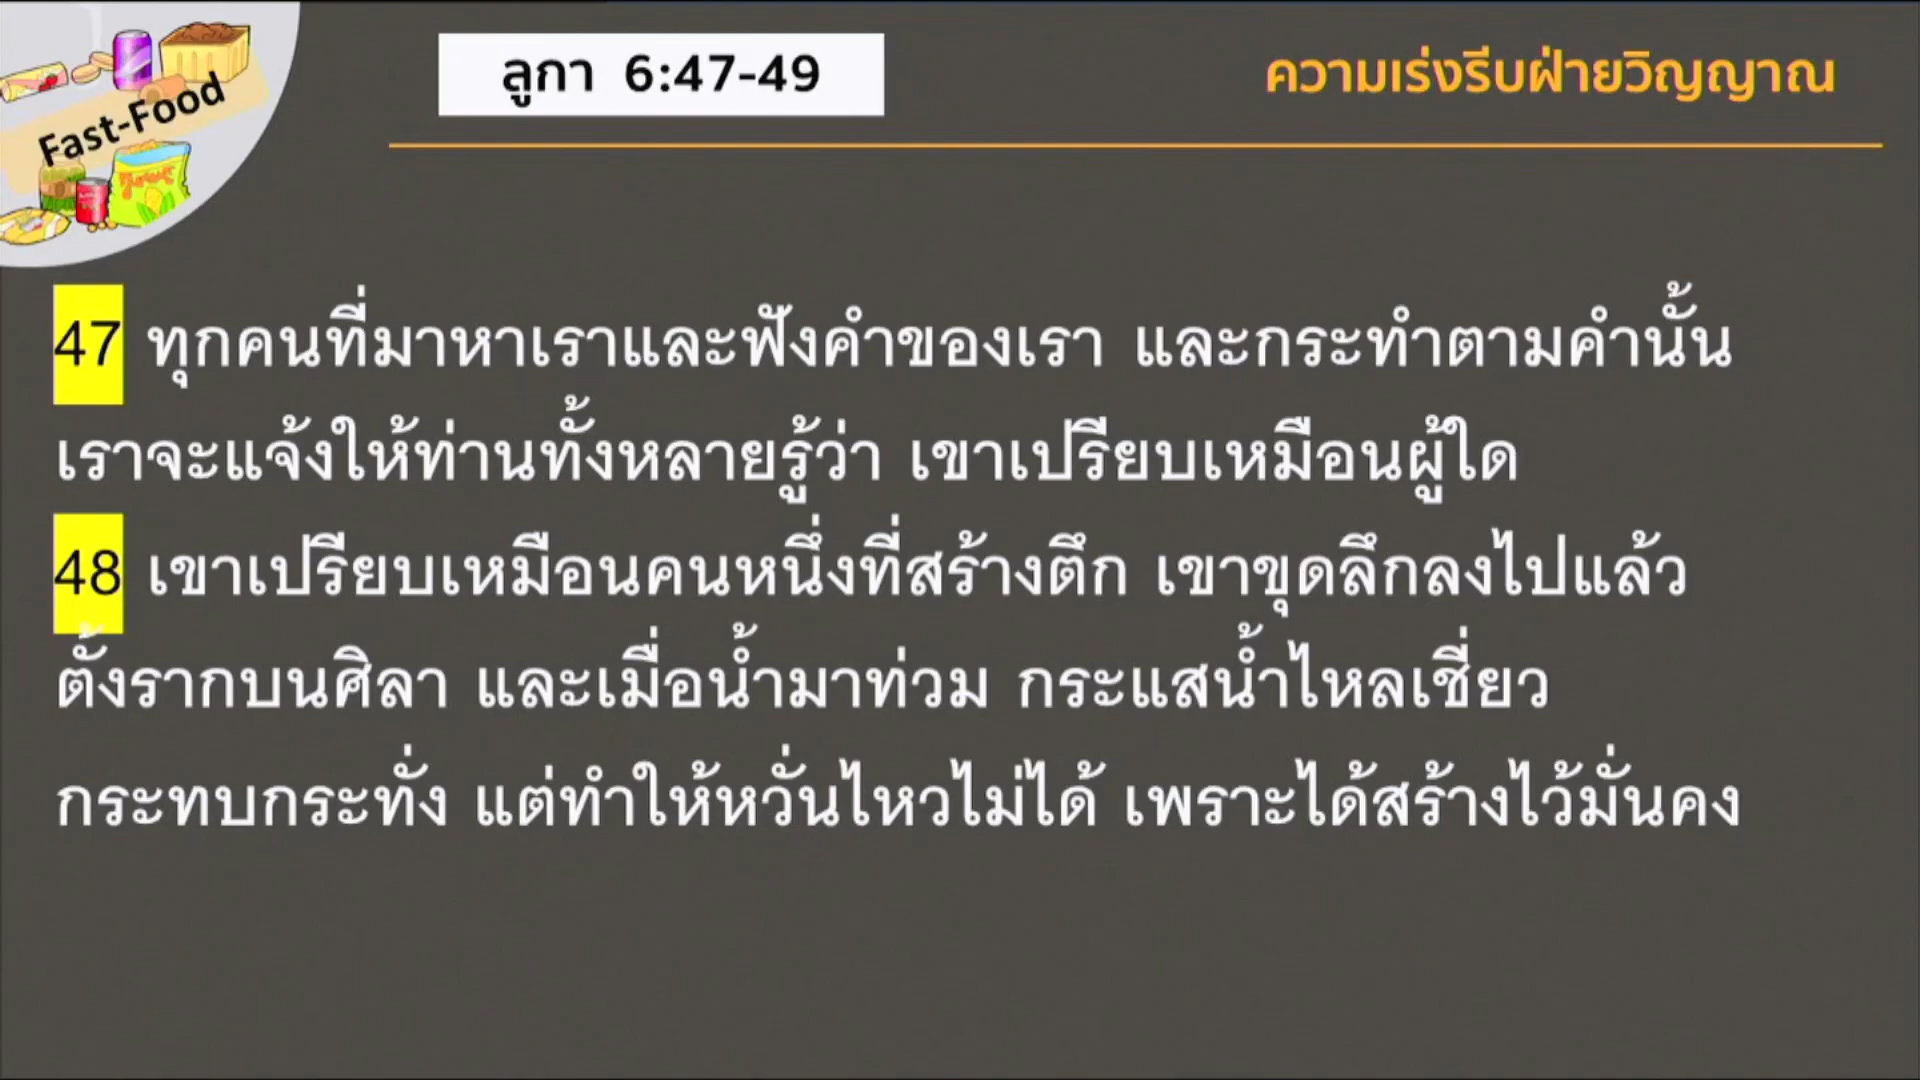 Fast-Food
ลูกา 6:47-49
ความเร่งรีบฝ่ายวิญญาณ
47 ทุกคนที่มาหาเราและฟังคำของเรา และกระทำตามคำนั้น
เราจะแจ้งให้ท่านทั้งหลายรู้ว่า เขาเปรียบเหมือนผู้ใด
48 เขาเปรียบเหมือนคนหนึ่งที่สร้างตึก เขาขุดลึกลงไปแล้ว
ตั้งรากบนศิลา และเมื่อน้ำมาท่วม กระแสน้ำไหลเชี่ยว
กระทบกระทั่ง แต่ทำให้หวั่นไหวไม่ได้ เพราะได้สร้างไว้มั่นคง